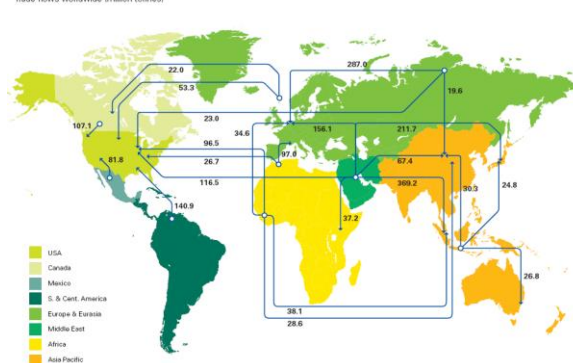 22.0
287.0
53.3
19.6
23.0
107.1
34.6
156.1
211.7
96.5
81.8
26.7
97.0
67.4
116.5
369.2
30.3
24.8
140.9
37.2
USA
Canada
Mexico
S. & Cent. America
Europe & Eurasia
Middle East
Africa
Asia Pacific
26.8
38.1
28.6